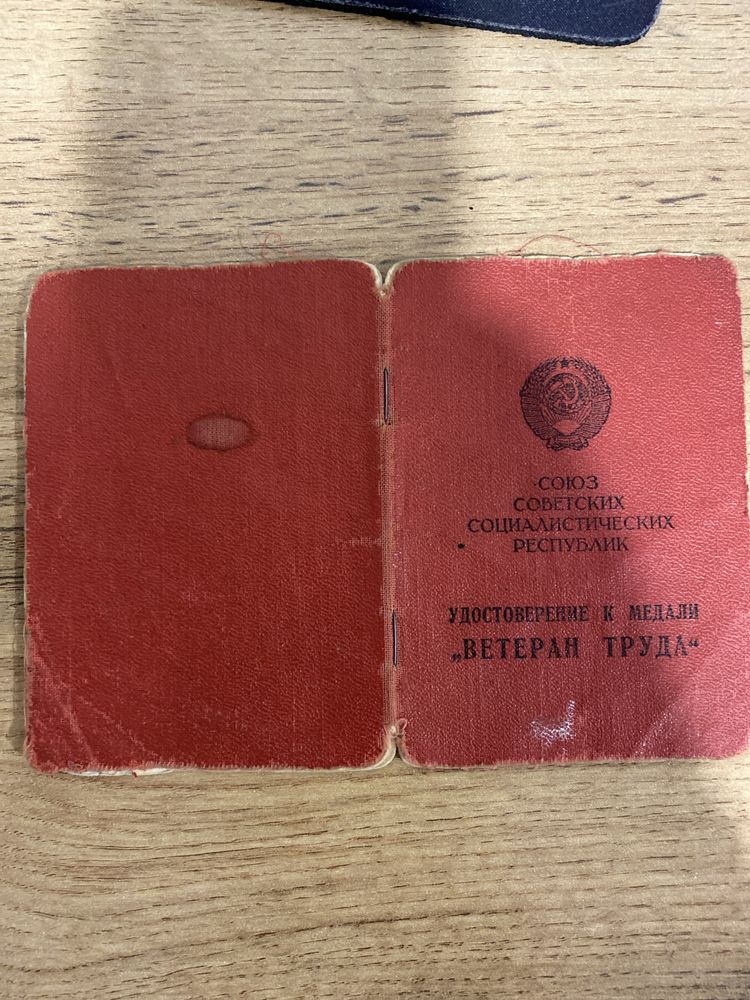 СОЮЗ
СОВЕТСКИХ
СОЦИАЛИСТИЧЕСКИХ
РЕСПУБЛИК
УДОСТОВЕРЕНИЕ К МЕДАЛИ
„ВЕТЕРАН ТРУДА“